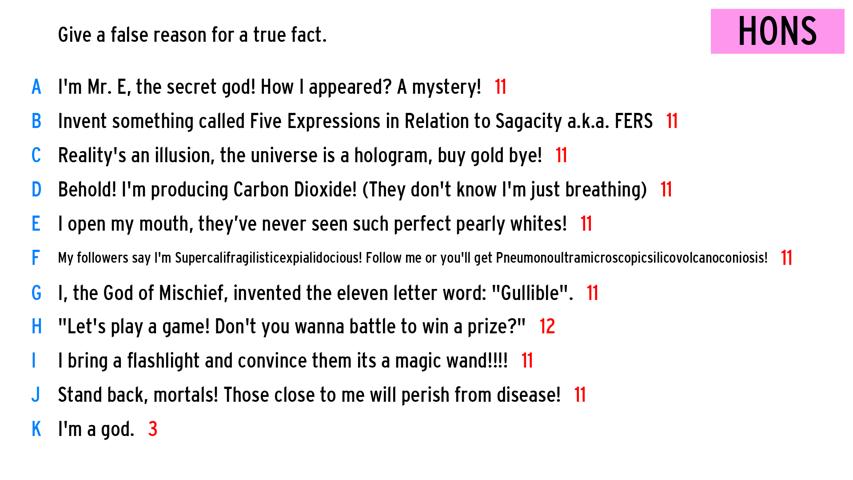 Give a false reason for a true fact.
HONS
A I'm Mr. E, the secret god! How I appeared? A mystery! 11
B Invent something called Five Expressions in Relation to Sagacity a.k.a. FERS 11
C Reality's an illusion, the universe is a hologram, buy gold bye! 11
D Behold! I'm producing Carbon Dioxide! (They don't know I'm just breathing) 11
E I open my mouth, they’ve never seen such perfect pearly whites! 11
F My followers say I'm Supercalifragilisticexpialidocious! Follow me or you'll get Pneumonoultramicroscopicsilicovolcanoconiosis! 11
G I, the God of Mischief, invented the eleven letter word: "Gullible". 11
H "Let's play a game! Don't you wanna battle to win a prize?" 12
I I bring a flashlight and convince them its a magic wand!!!! 11
J Stand back, mortals! Those close to me will perish from disease! 11
K I'm a god. 3